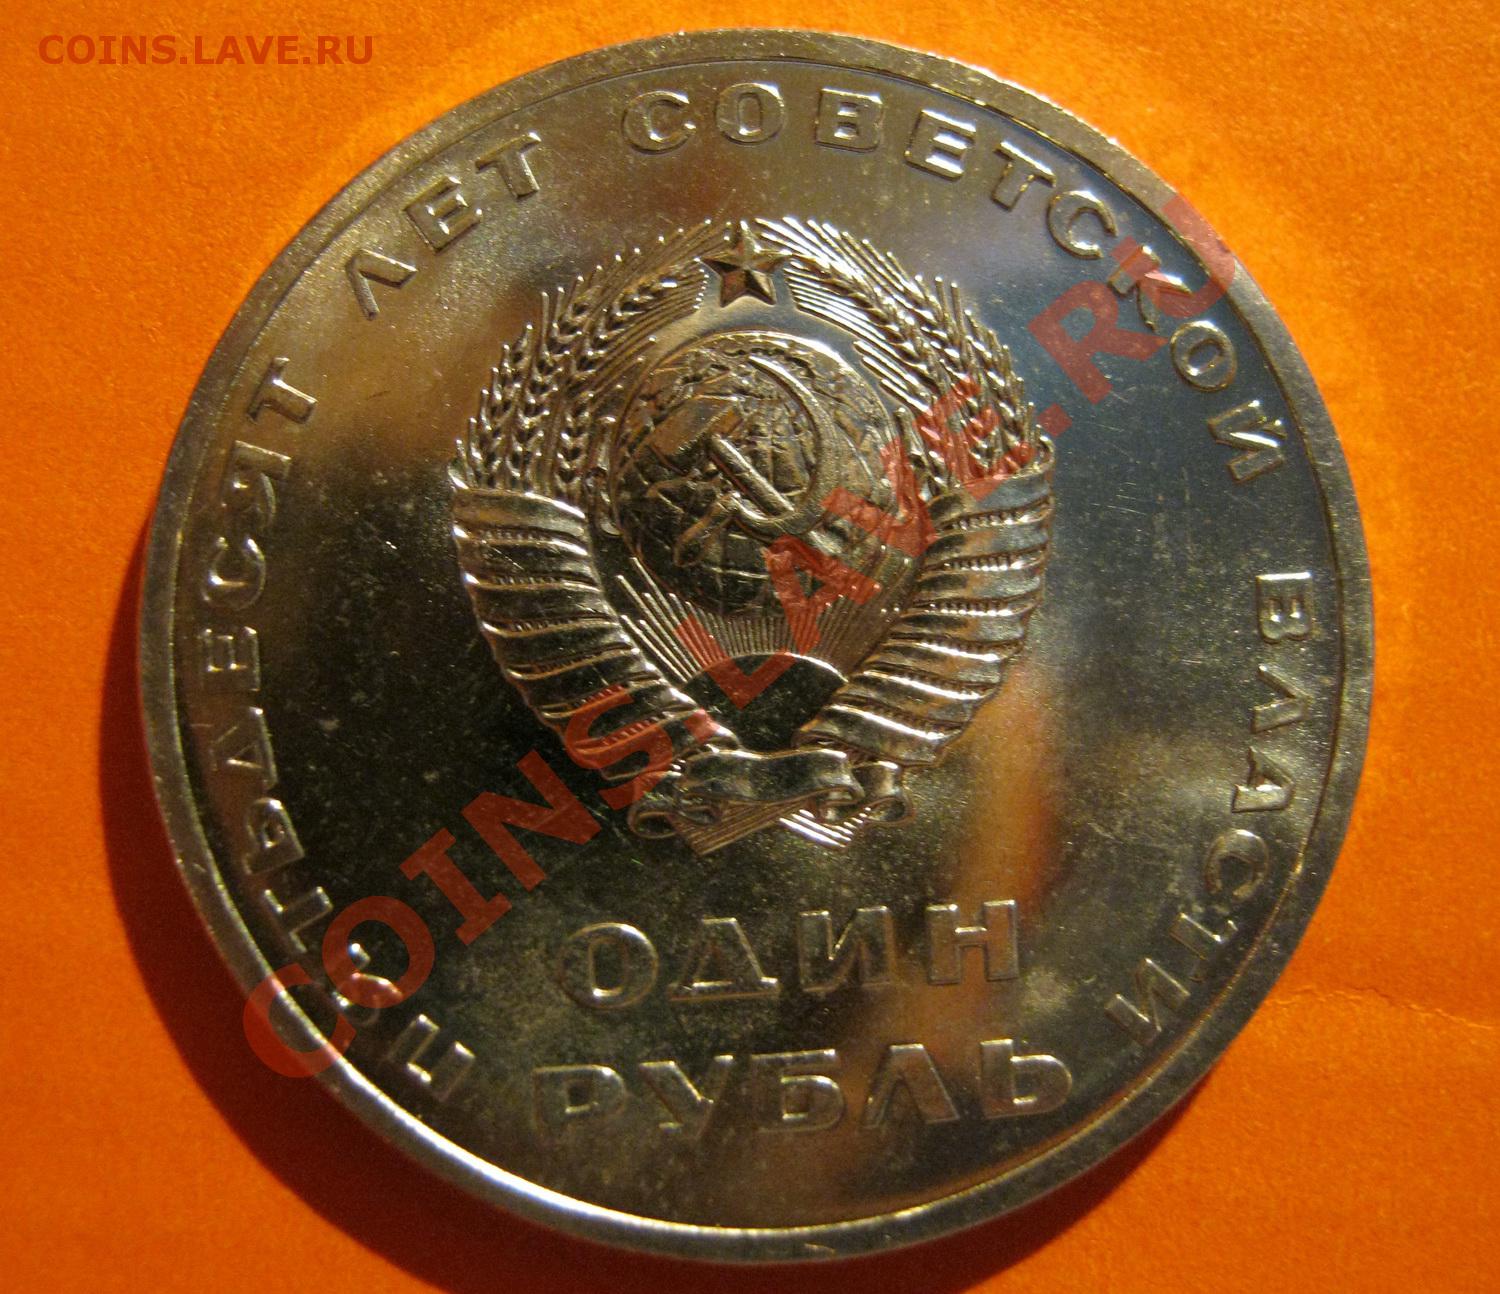 COINS.LAVE.RU
ПЯТЬДЕСЯТ ЛЕТ СОВЕТСКОЙ ВЛАСТИ
COINS.LAVE.RU
ОДИН
РУБЛЬ